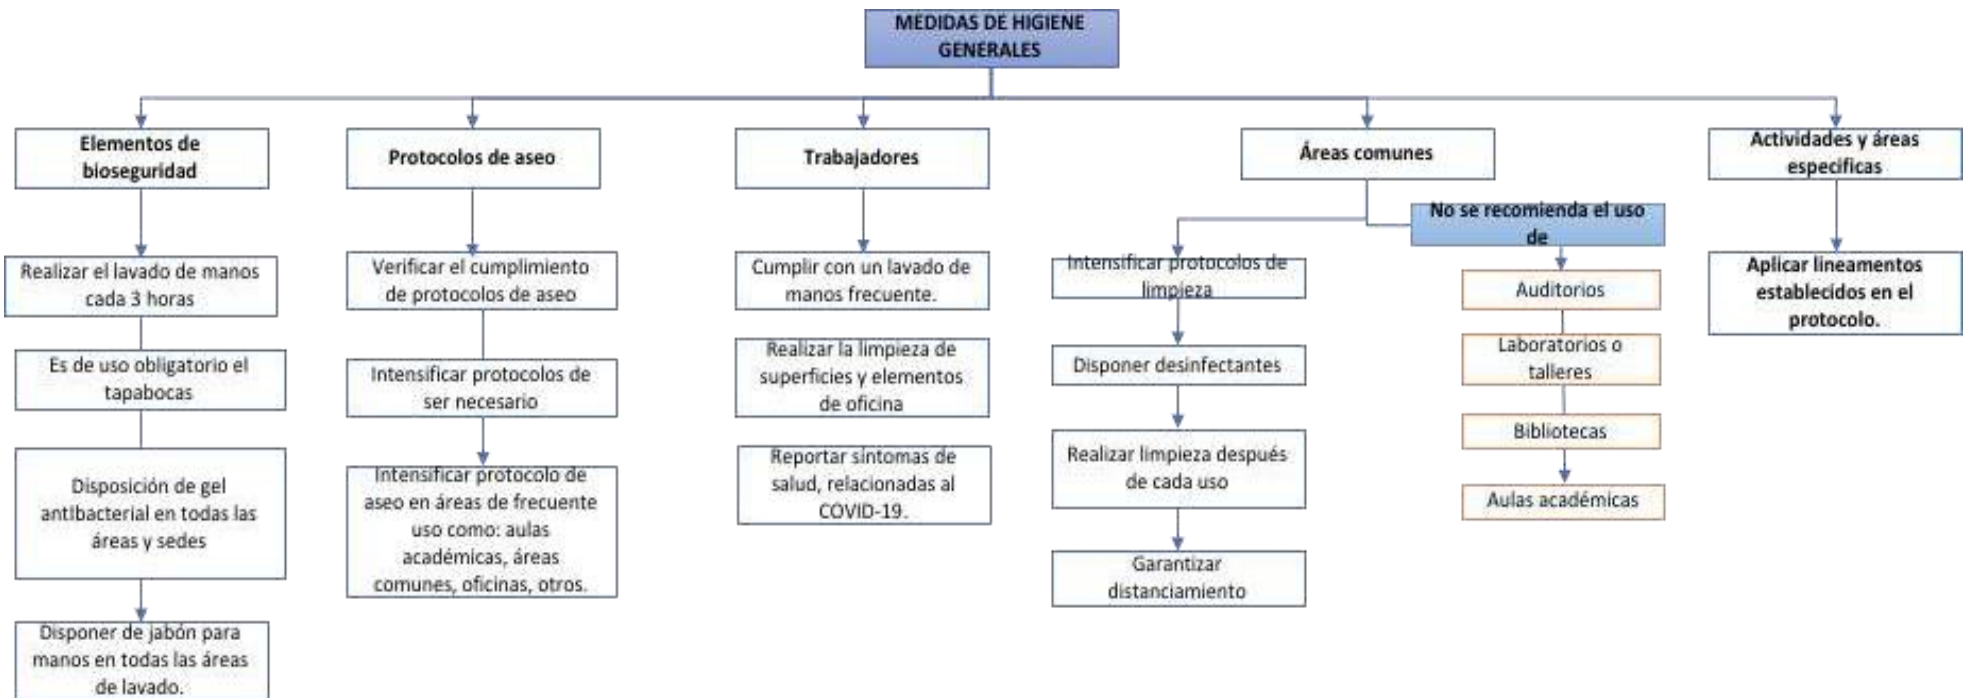 MEDIDAS DE HIGIENE
GENERALES
Elementos de
bioseguridad
Realizar el lavado de manos
cada 3 horas
Es de uso obligatorio el
tapabocas
Disposición de gel
antibacterial en todas las
áreas y sedes
Disponer de jabón para
manos en todas las áreas
de lavado.
Protocolos de aseo
Verificar el cumplimiento
de protocolos de aseo
Intensificar protocolos de
ser necesario
Intensificar protocolo de
aseo en áreas de frecuente
uso como: aulas
académicas, áreas
comunes, oficinas, otros.
Trabajadores
Cumplir con un lavado de
manos frecuente.
Realizar la limpieza de
superficies y elementos
de oficina
Reportar síntomas de
salud, relacionadas al
COVID-19.
Áreas comunes
Intensificar protocolos de
limpieza
Disponer desinfectantes
Realizar limpieza después
de cada uso
Garantizar
distanciamiento
No se recomienda el uso
de
Auditorios
Laboratorios o
talleres
Bibliotecas
Aulas académicas
Actividades y áreas
especificas
Aplicar lineamentos
establecidos en el
protocolo.